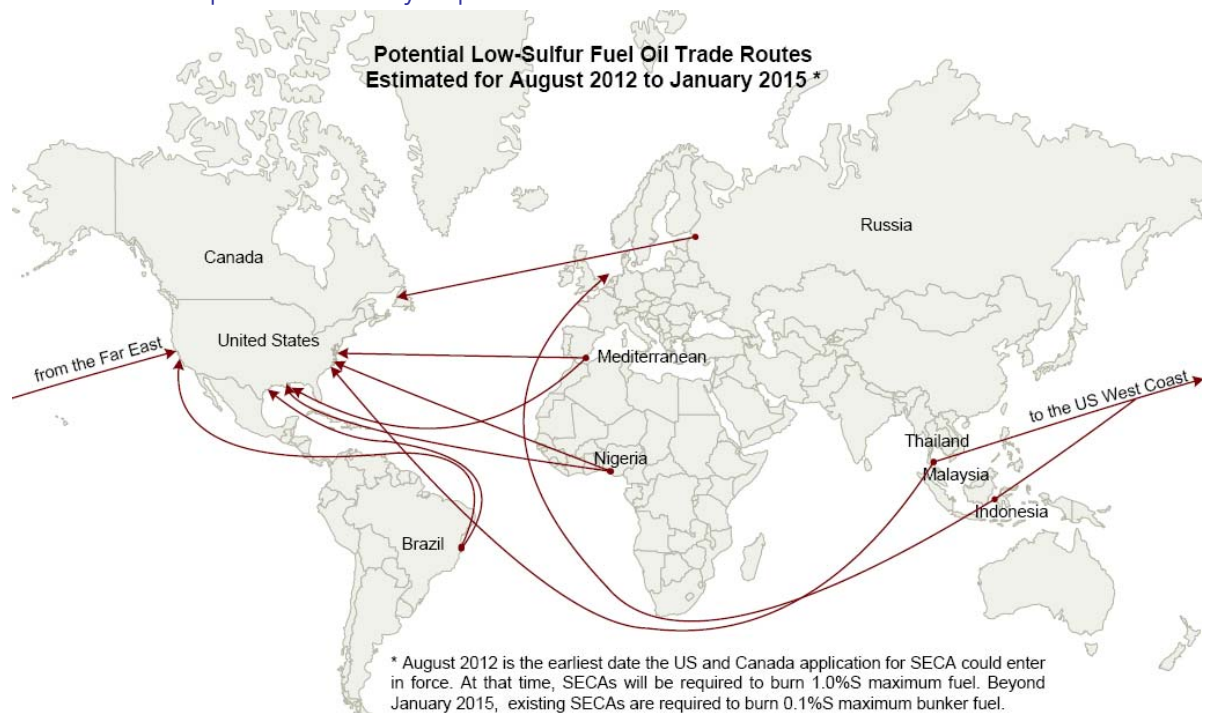 Potential Low-Sulfur Fuel Oil Trade Routes
Estimated for August 2012 to January 2015 *
Russia
Canada
United States
from the Far East
Mediterranean
to the US West Coast
Thailand
Nigeria
Malaysia
Indonesia
Brazil
* August 2012 is the earliest date the US and Canada application for SECA could enter
in force. At that time, SECAs will be required to burn 1.0%S maximum fuel. Beyond
January 2015, existing SECAs are required to burn 0.1%S maximum bunker fuel.